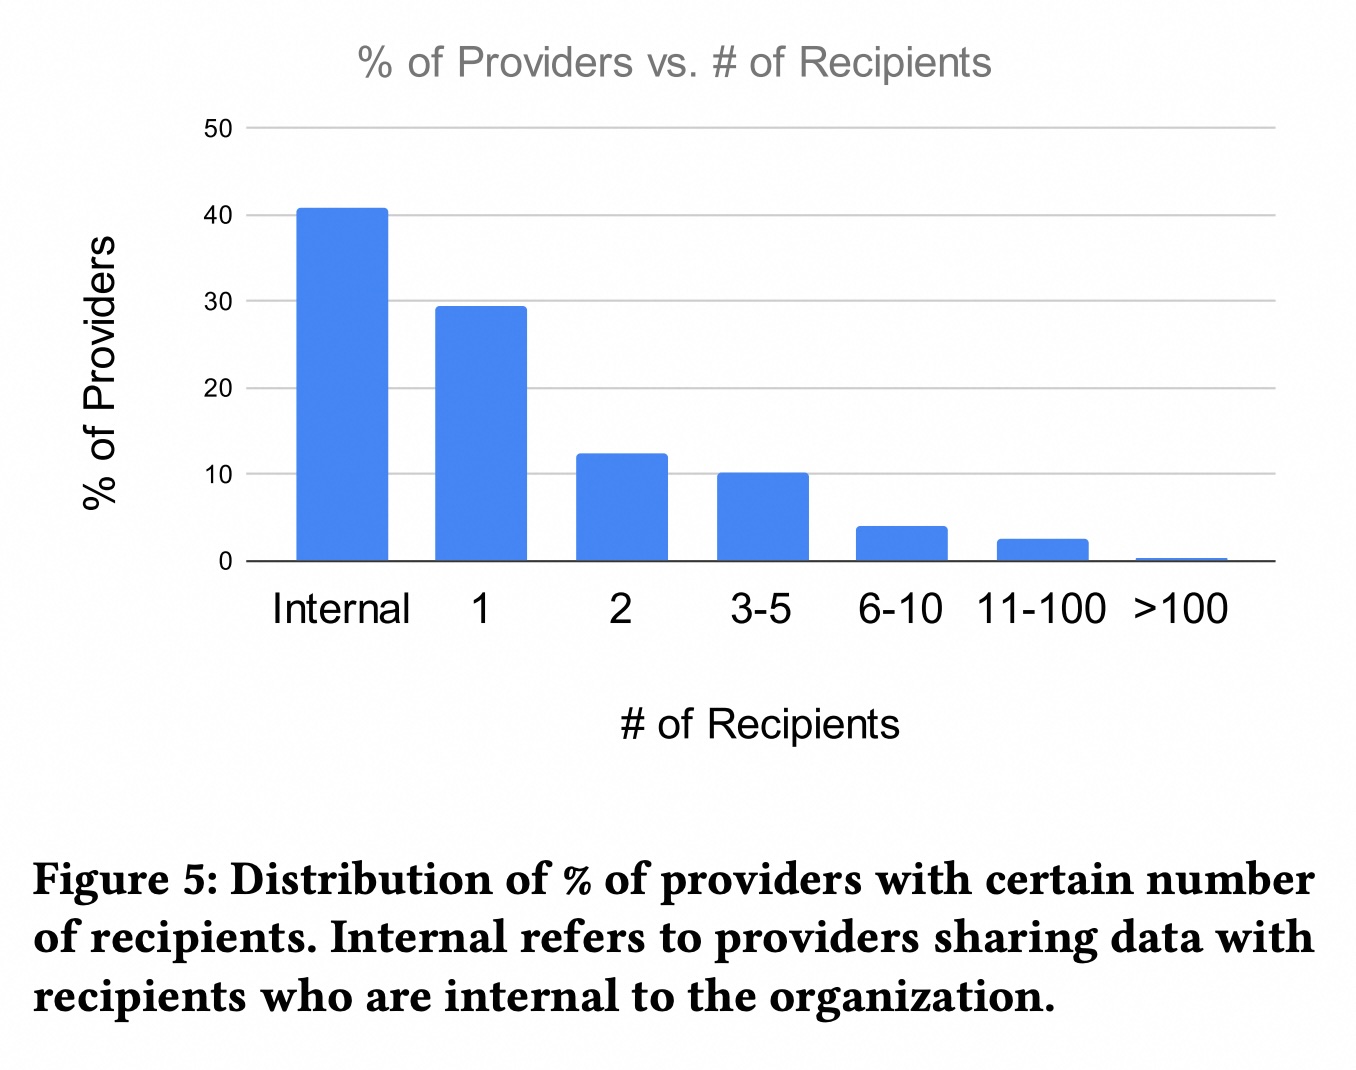 % of Providers vs. # of Recipients
50
40
30
20
10
0
% of Providers
Internal 1 2 3-5 6-10 11-100 >100
# of Recipients
Figure 5: Distribution of % of providers with certain number
of recipients. Internal refers to providers sharing data with
recipients who are internal to the organization.